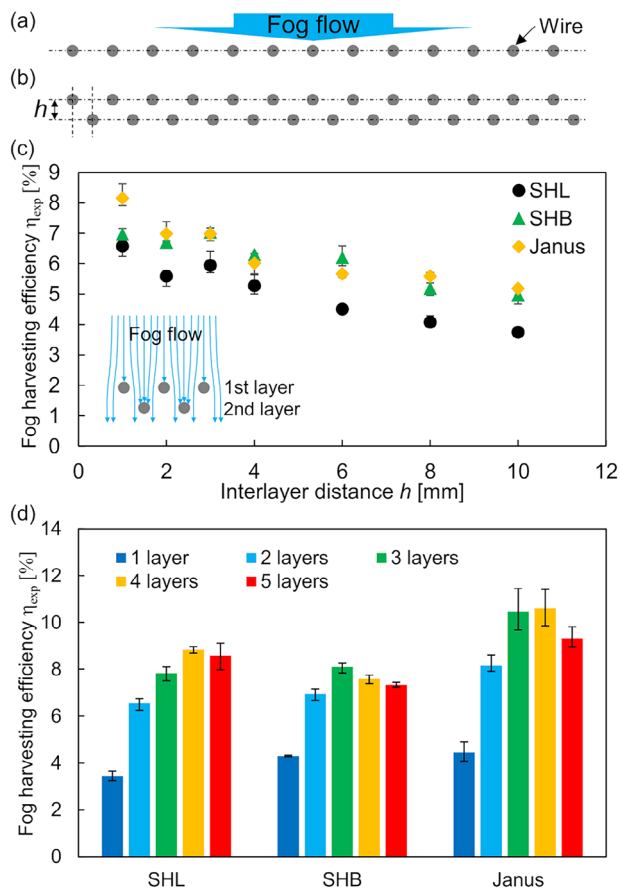 (a)
Fog flow
Wire
(b)
h
(c)
Fog harvesting efficiency ηexp [%]
9
8
7
6
5
4
3
2
1
0
SHL
SHB
Janus
Fog flow
1st layer
2nd layer
0 2 4 6 8 10 12
Interlayer distance h [mm]
(d)
Fog harvesting efficiency ηexp [%]
14
12
10
8
6
4
2
0
1 layer 2 layers 3 layers
4 layers 5 layers
SHL SHB Janus